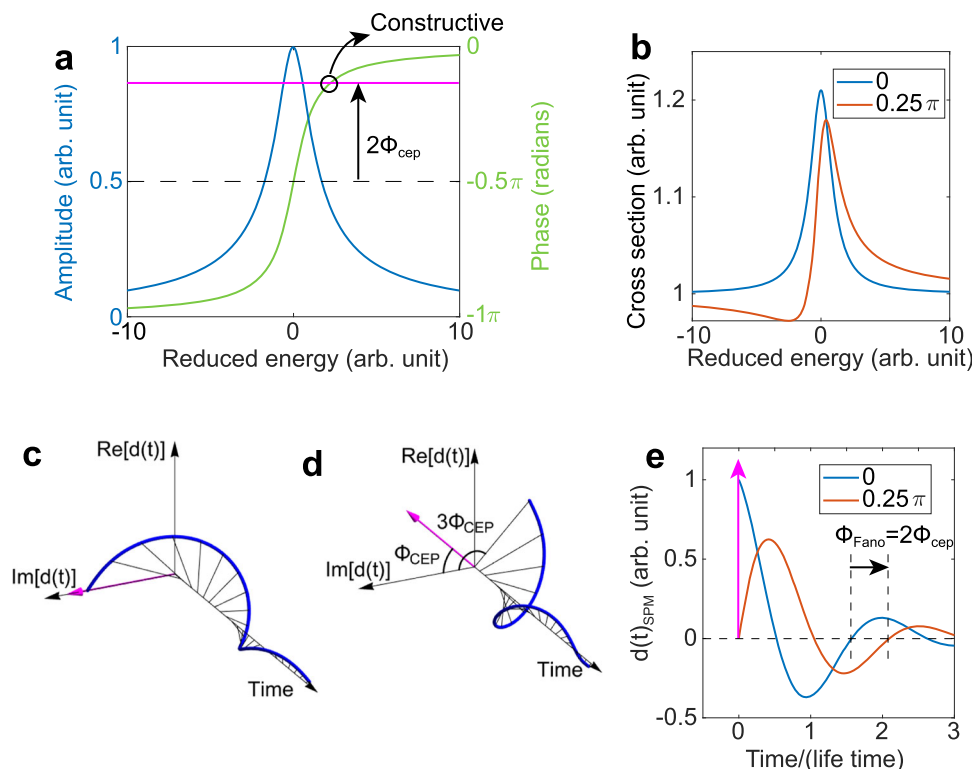 a
Constructive
1
0.5
0
Amplitude (arb. unit)
0
-0.5π
-1π
Phase (radians)
2Φcep
-10
0
10
Reduced energy (arb. unit)
b
0
0.25π
1.2
1.1
1
Cross section (arb. unit)
-10
0
10
Reduced energy (arb. unit)
c
Re[d(t)]
Im[d(t)]
Time
d
Re[d(t)]
3ΦCEP
ΦCEP
Im[d(t)]
Time
e
0
0.25π
ΦFano=2Φcep
1
0.5
0
-0.5
d(t)SPM (arb. unit)
0
1
2
3
Time/(life time)